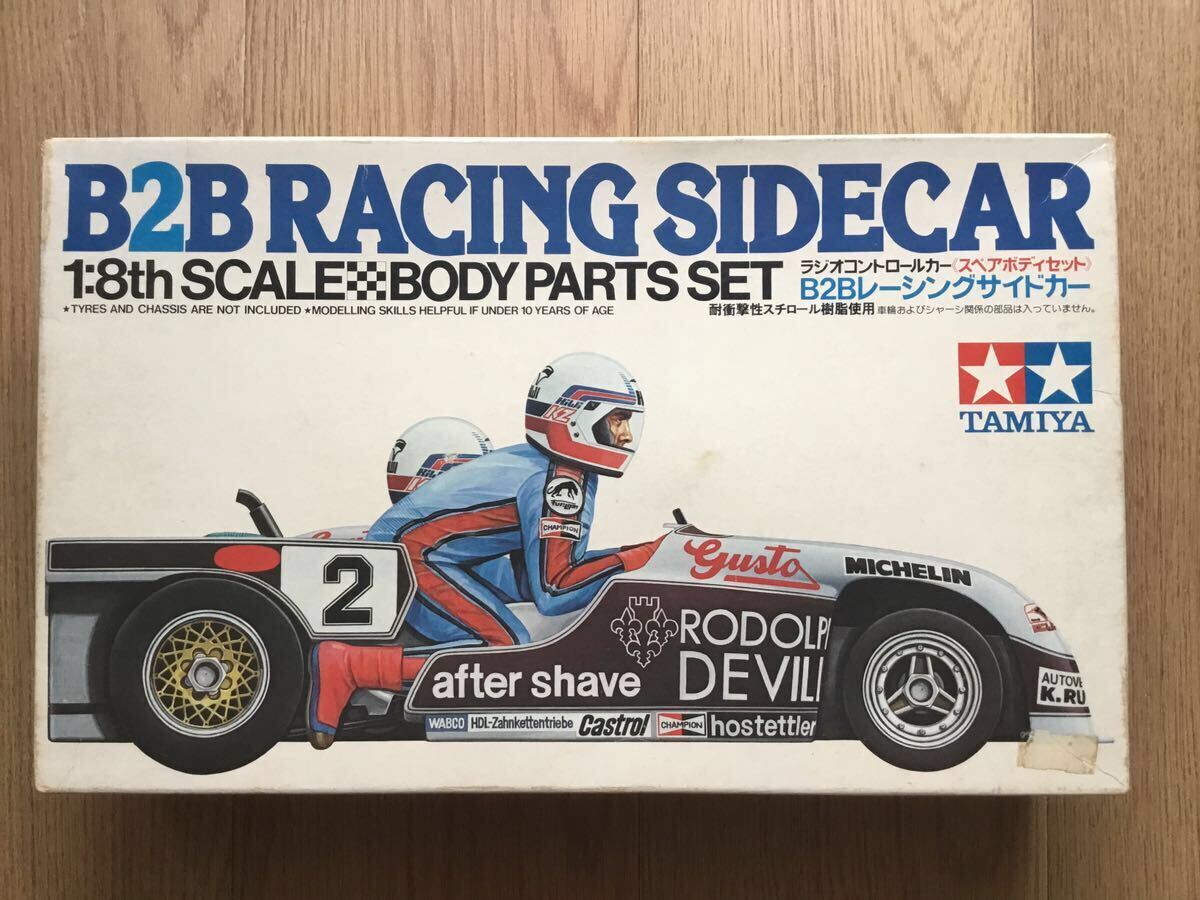 B2B RACING SIDECAR
1:8th SCALE BODY PARTS SET
ラジオコントロールカー《スペアボディセット》
B2Bレーシングサイドカー
★TYRES AND CHASSIS ARE NOT INCLUDED ★MODELLING SKILLS HELPFUL IF UNDER 10 YEARS OF AGE
耐衝撃性スチロール樹脂使用 車輪およびシャーシ関係の部品は入っていません。
TAMIYA
Hibi
KZ
CHAMPION
Gusto
MICHELIN
2
RODOLP
DEVIL
after shave
AUTOVE
K.RU
WABCO HDL-Zahnkettentriebe Castrol CHAMPION hostettler